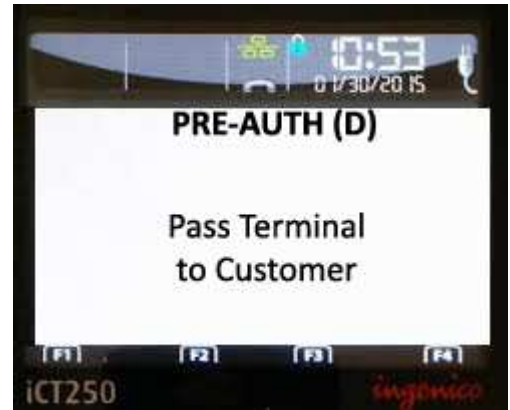 10:53
01/30/2015
PRE-AUTH (D)
Pass Terminal
to Customer
F1 F2 F3 F4
iCT250 ingenico